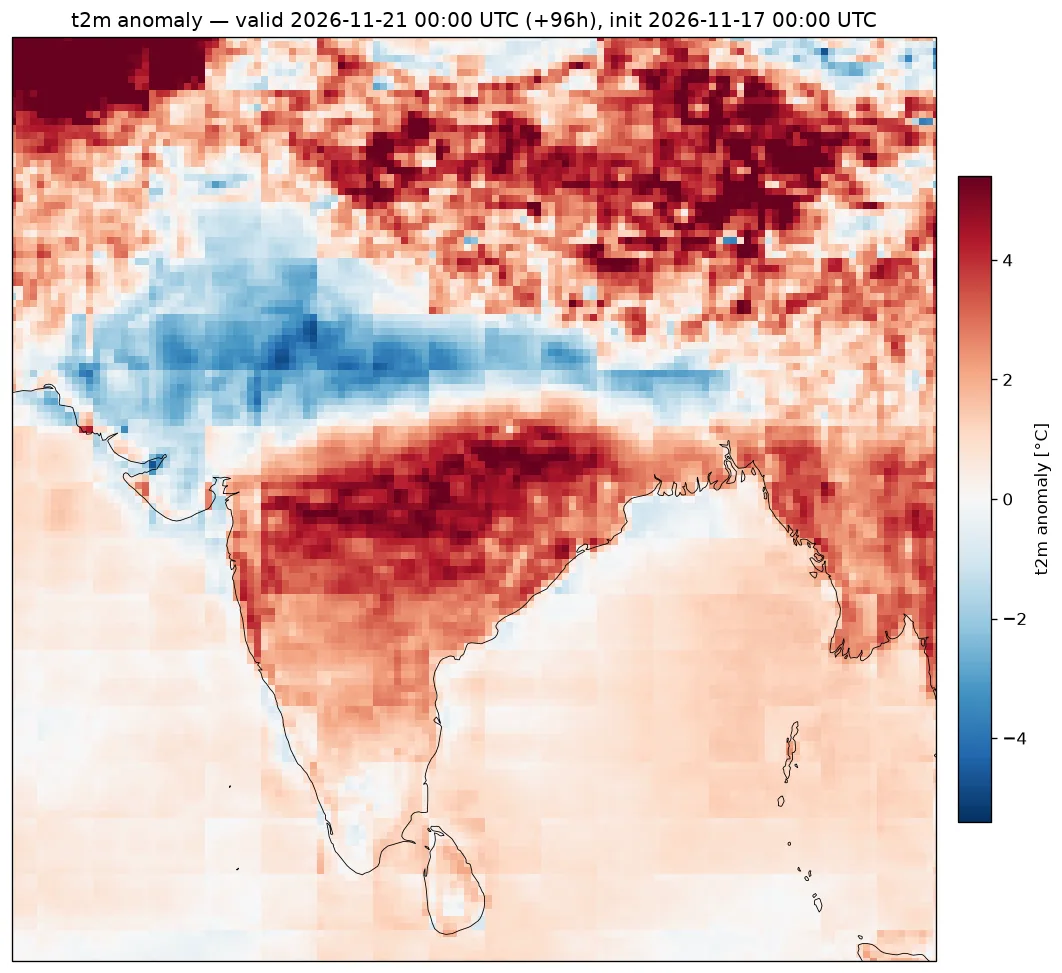 t2m anomaly — valid 2026-11-21 00:00 UTC (+96h), init 2026-11-17 00:00 UTC
4
2
0
−2
−4
t2m anomaly [°C]